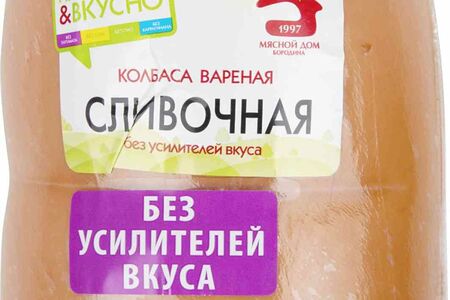 &ВКУСНО
1997
МЯСНОЙ ДОМ
БОРОДИНА
КОЛБАСА ВАРЕНАЯ
СЛИВОЧНАЯ
без усилителей вкуса
БЕЗ
УСИЛИТЕЛЕЙ
ВКУСА